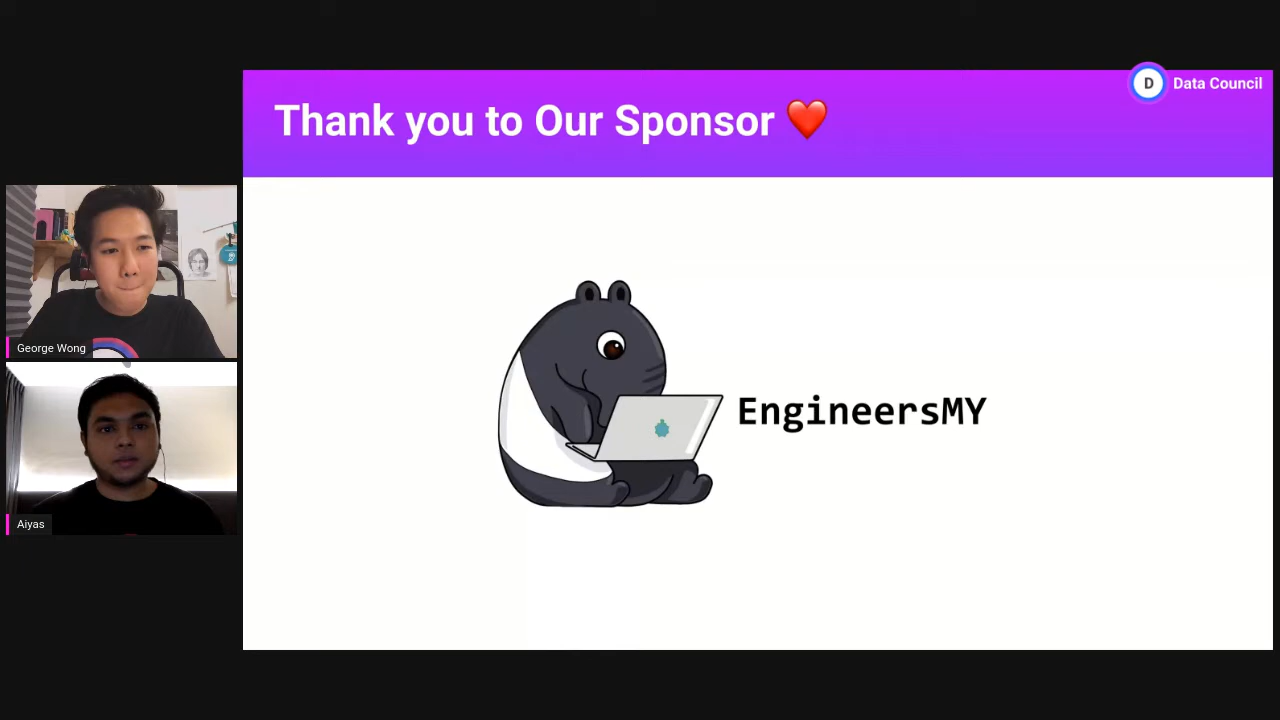 Thank you to Our Sponsor ❤️
D Data Council
George Wong
Aiyas
EngineersMY